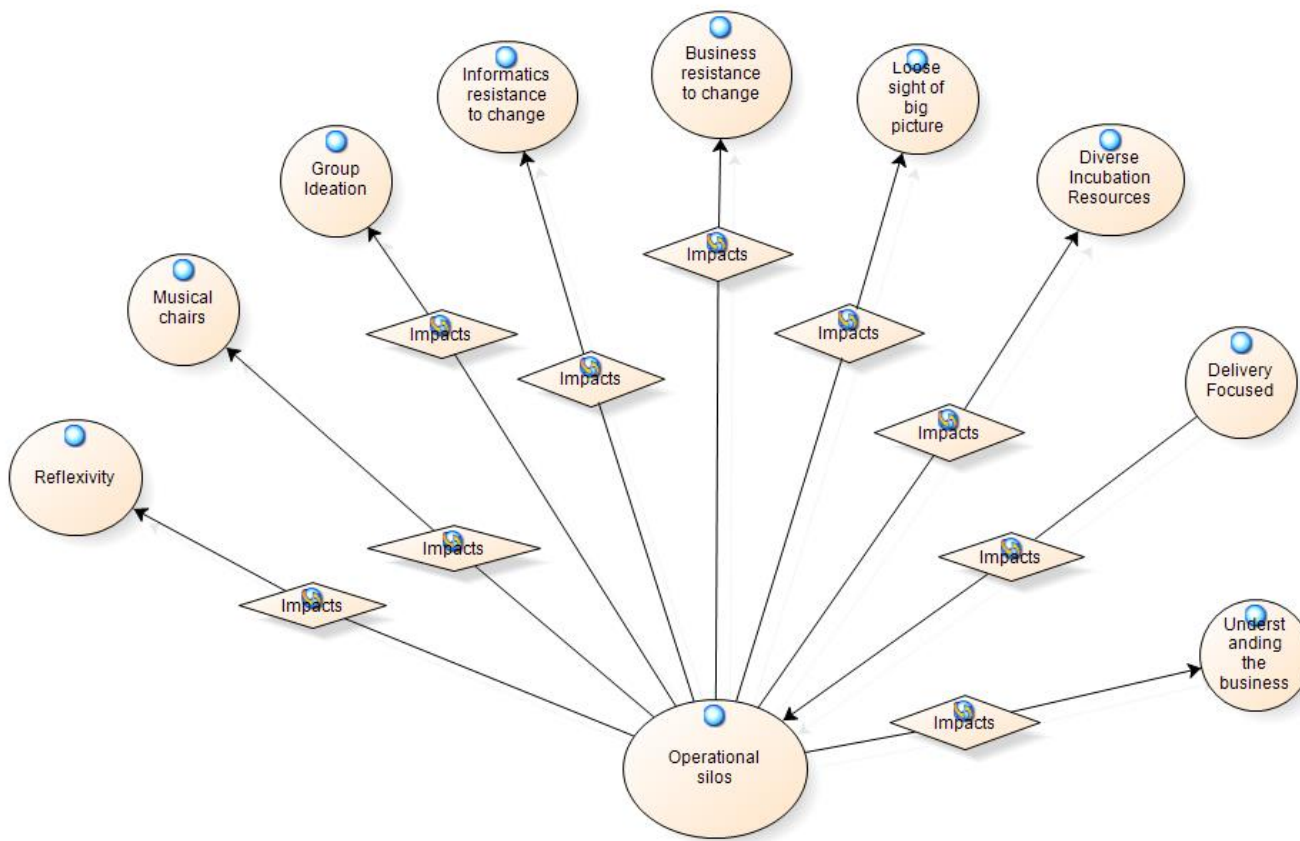 Business
resistance
to change
Informatics
resistance
to change
Loose
sight of
big
picture
Group
Ideation
Diverse
Incubation
Resources
Impacts
Musical
chairs
Impacts
Impacts
Delivery
Focused
Impacts
Impacts
Reflexivity
Impacts
Impacts
Impacts
Underst
anding
the
business
Impacts
Impacts
Operational
silos